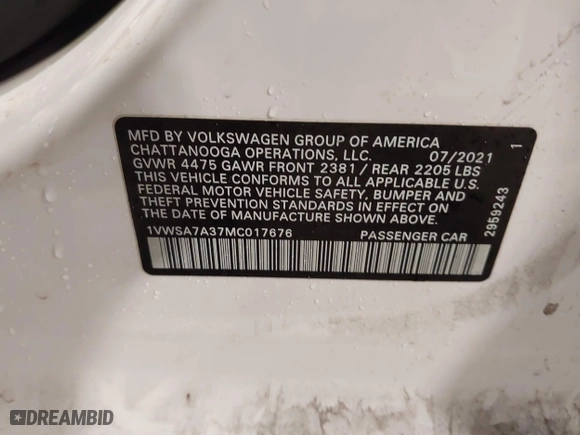 MFD BY VOLKSWAGEN GROUP OF AMERICA
CHATTANOOGA OPERATIONS, LLC. 07/2021
GVWR 4475 GAWR FRONT 2381 / REAR 2205 LBS
THIS VEHICLE CONFORMS TO ALL APPLICABLE
FEDERAL MOTOR VEHICLE SAFETY, BUMPER AND
THEFT PREVENTION STANDARDS IN EFFECT ON THE
DATE OF MANUFACTURE SHOWN ABOVE.
1VWSA7A37MC017676 PASSENGER CAR
2959243 1
DREAMBID